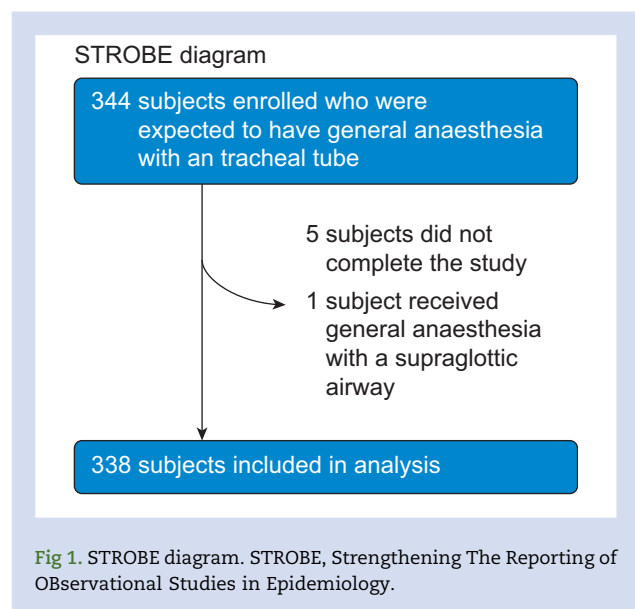 STROBE diagram
344 subjects enrolled who were
expected to have general anaesthesia
with an tracheal tube
5 subjects did not
complete the study
1 subject received
general anaesthesia
with a supraglottic
airway
338 subjects included in analysis
Fig 1. STROBE diagram. STROBE, Strengthening The Reporting of
OBservational Studies in Epidemiology.